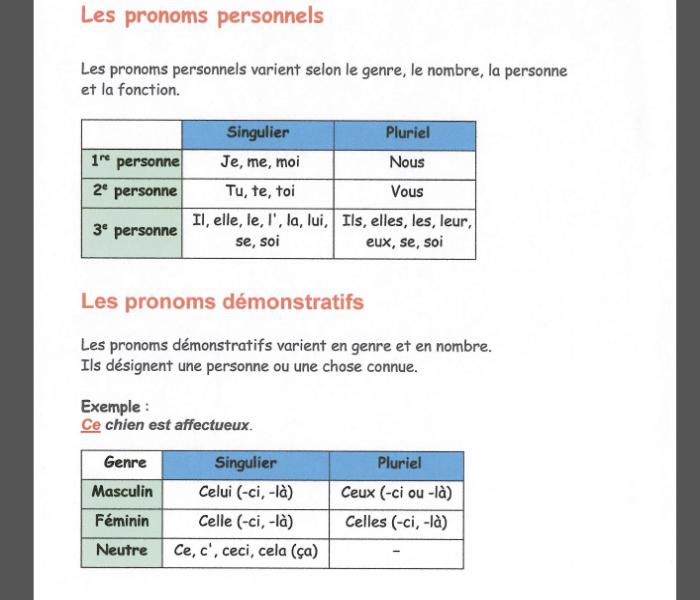 Les pronoms personnels
Les pronoms personnels varient selon le genre, le nombre, la personne
et la fonction.
Singulier Pluriel
1re personne Je, me, moi Nous
2e personne Tu, te, toi Vous
3e personne Il, elle, le, l', la, lui, se, soi Ils, elles, les, leur, eux, se, soi
Les pronoms démonstratifs
Les pronoms démonstratifs varient en genre et en nombre.
Ils désignent une personne ou une chose connue.
Exemple :
Ce chien est affectueux.
Genre Singulier Pluriel
Masculin Celui (-ci, -là) Ceux (-ci ou -là)
Féminin Celle (-ci, -là) Celles (-ci, -là)
Neutre Ce, c', ceci, cela (ça) –